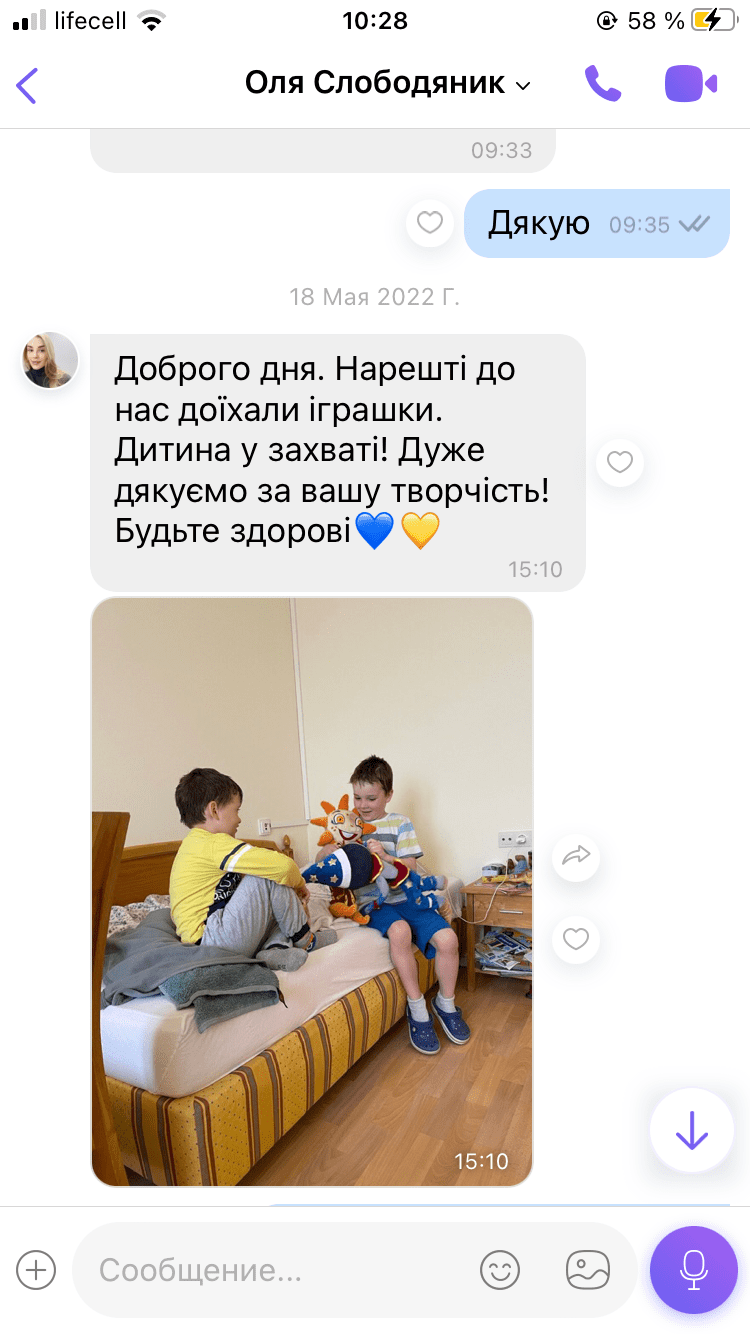 lifecell 10:28 58 %
Оля Слободяник
09:33
Дякую 09:35
18 Мая 2022 Г.
Доброго дня. Нарешті до
нас доїхали іграшки.
Дитина у захваті! Дуже
дякуємо за вашу творчість!
Будьте здорові💙💛
15:10
15:10
Сообщение...